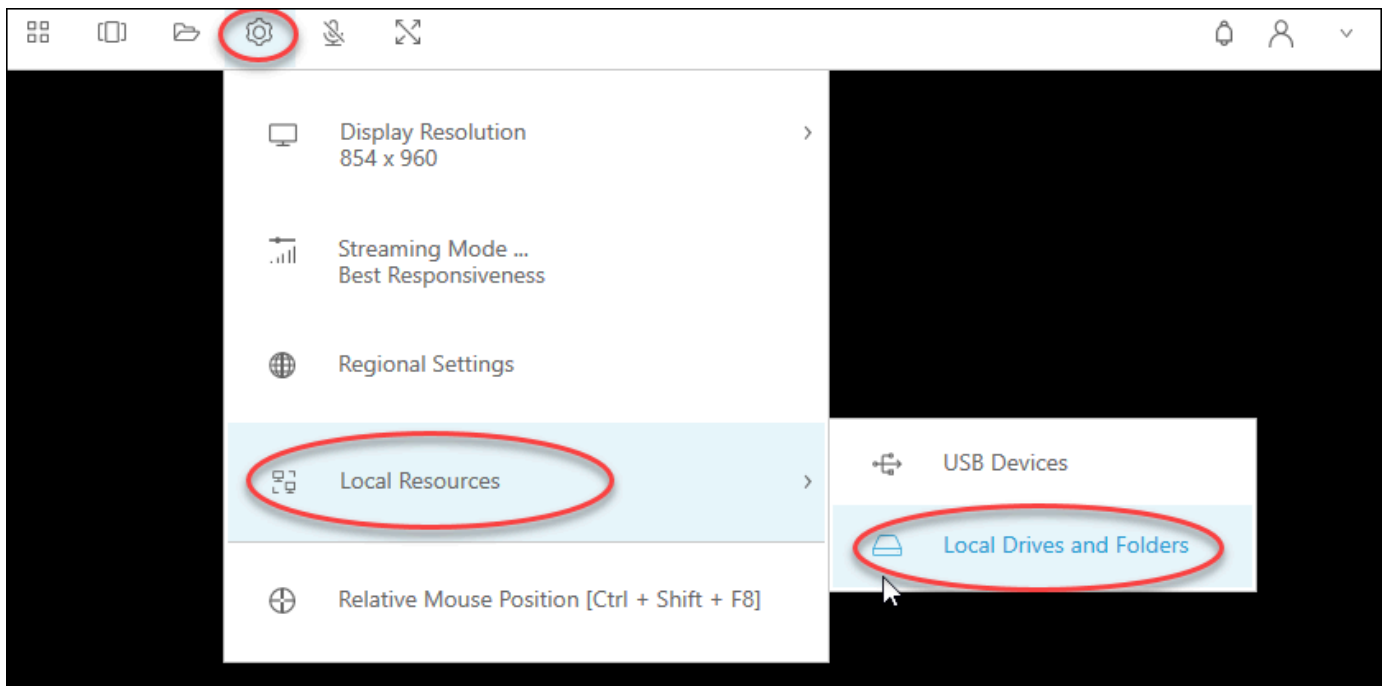 Display Resolution
854 x 960
Streaming Mode ...
Best Responsiveness
Regional Settings
Local Resources
USB Devices
Local Drives and Folders
Relative Mouse Position [Ctrl + Shift + F8]